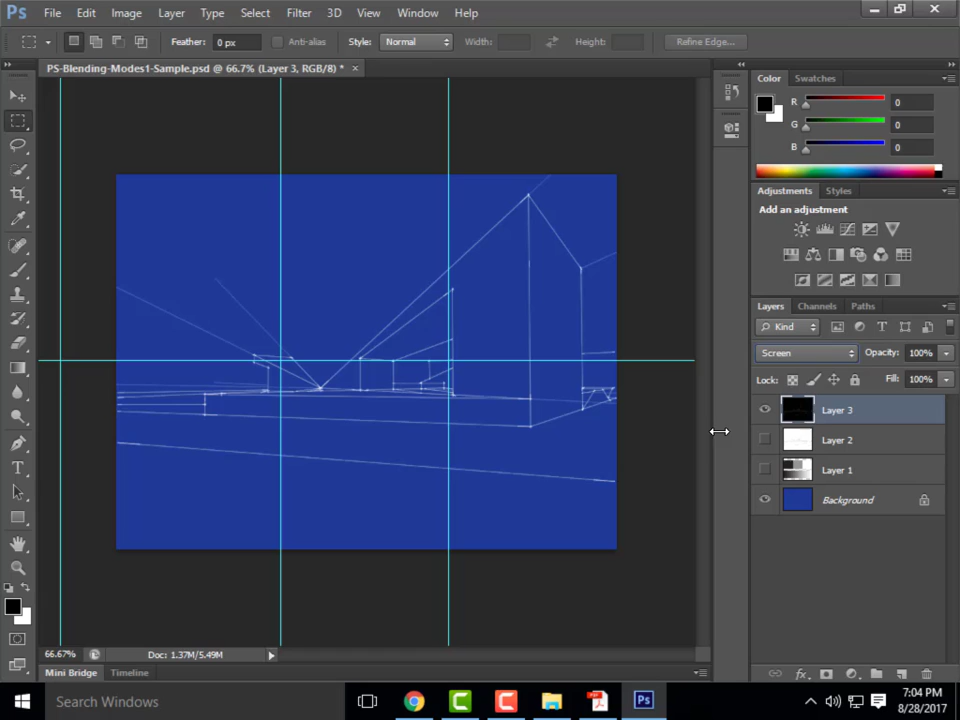 Ps File Edit Image Layer Type Select Filter 3D View Window Help
Feather: 0 px Anti-alias Style: Normal Width: Height: Refine Edge...
PS-Blending-Modes1-Sample.psd @ 66.7% (Layer 3, RGB/8) * ×
Color Swatches
R 0
G 0
B 0
Adjustments Styles
Add an adjustment
Layers Channels Paths
Kind
Screen Opacity: 100%
Lock: Fill: 100%
Layer 3
Layer 2
Layer 1
Background
66.67% Doc: 1.37M/5.49M
Mini Bridge Timeline
Search Windows
Ps
7:04 PM
8/28/2017